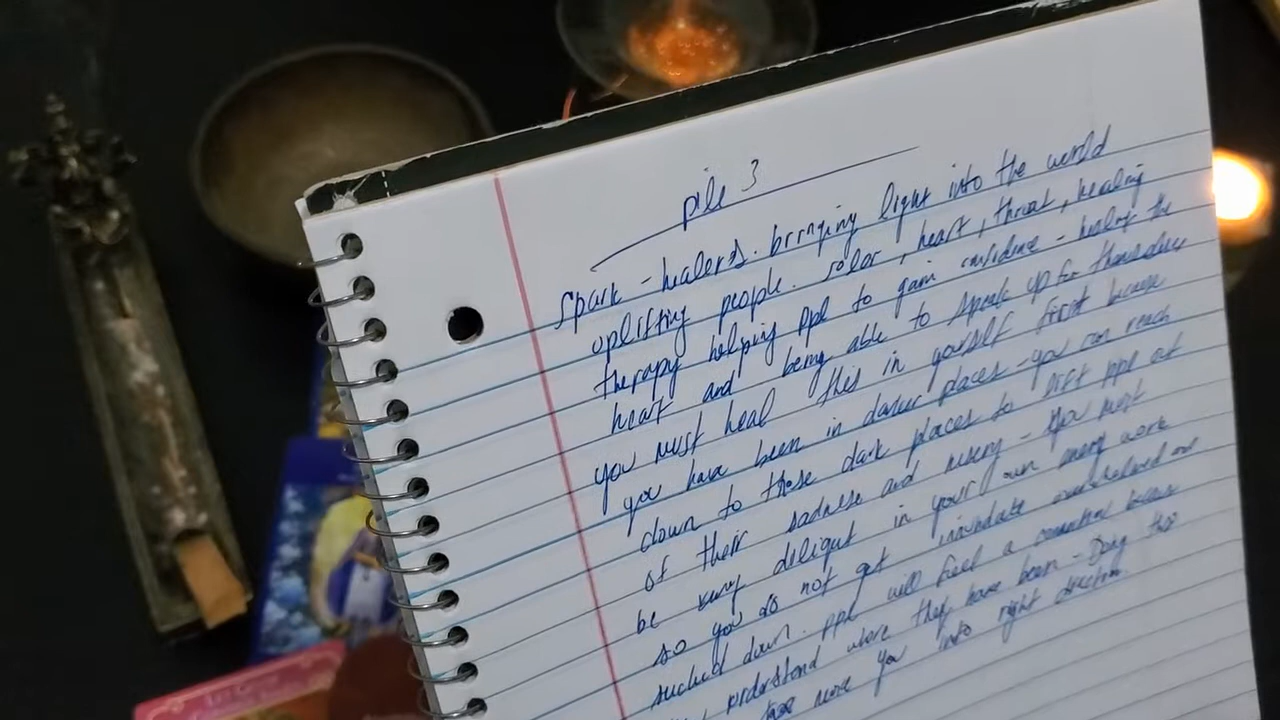 pile 3
Spark - healers. bringing light into the world
uplifting people. solar, heart, throat, healing
therapy helping ppl to gain confidence - healing the
heart and being able to speak up for themselves
you must heal this in yourself first because
you have been in darker places - you can reach
down to those dark places to lift ppl out
of their sadness and misery - you must
be very diligent in your own energy work
so you do not get inundate overwhelmed or
sucked down. ppl will feel a connection
understand where they have been - Doing this
move you into right direction.